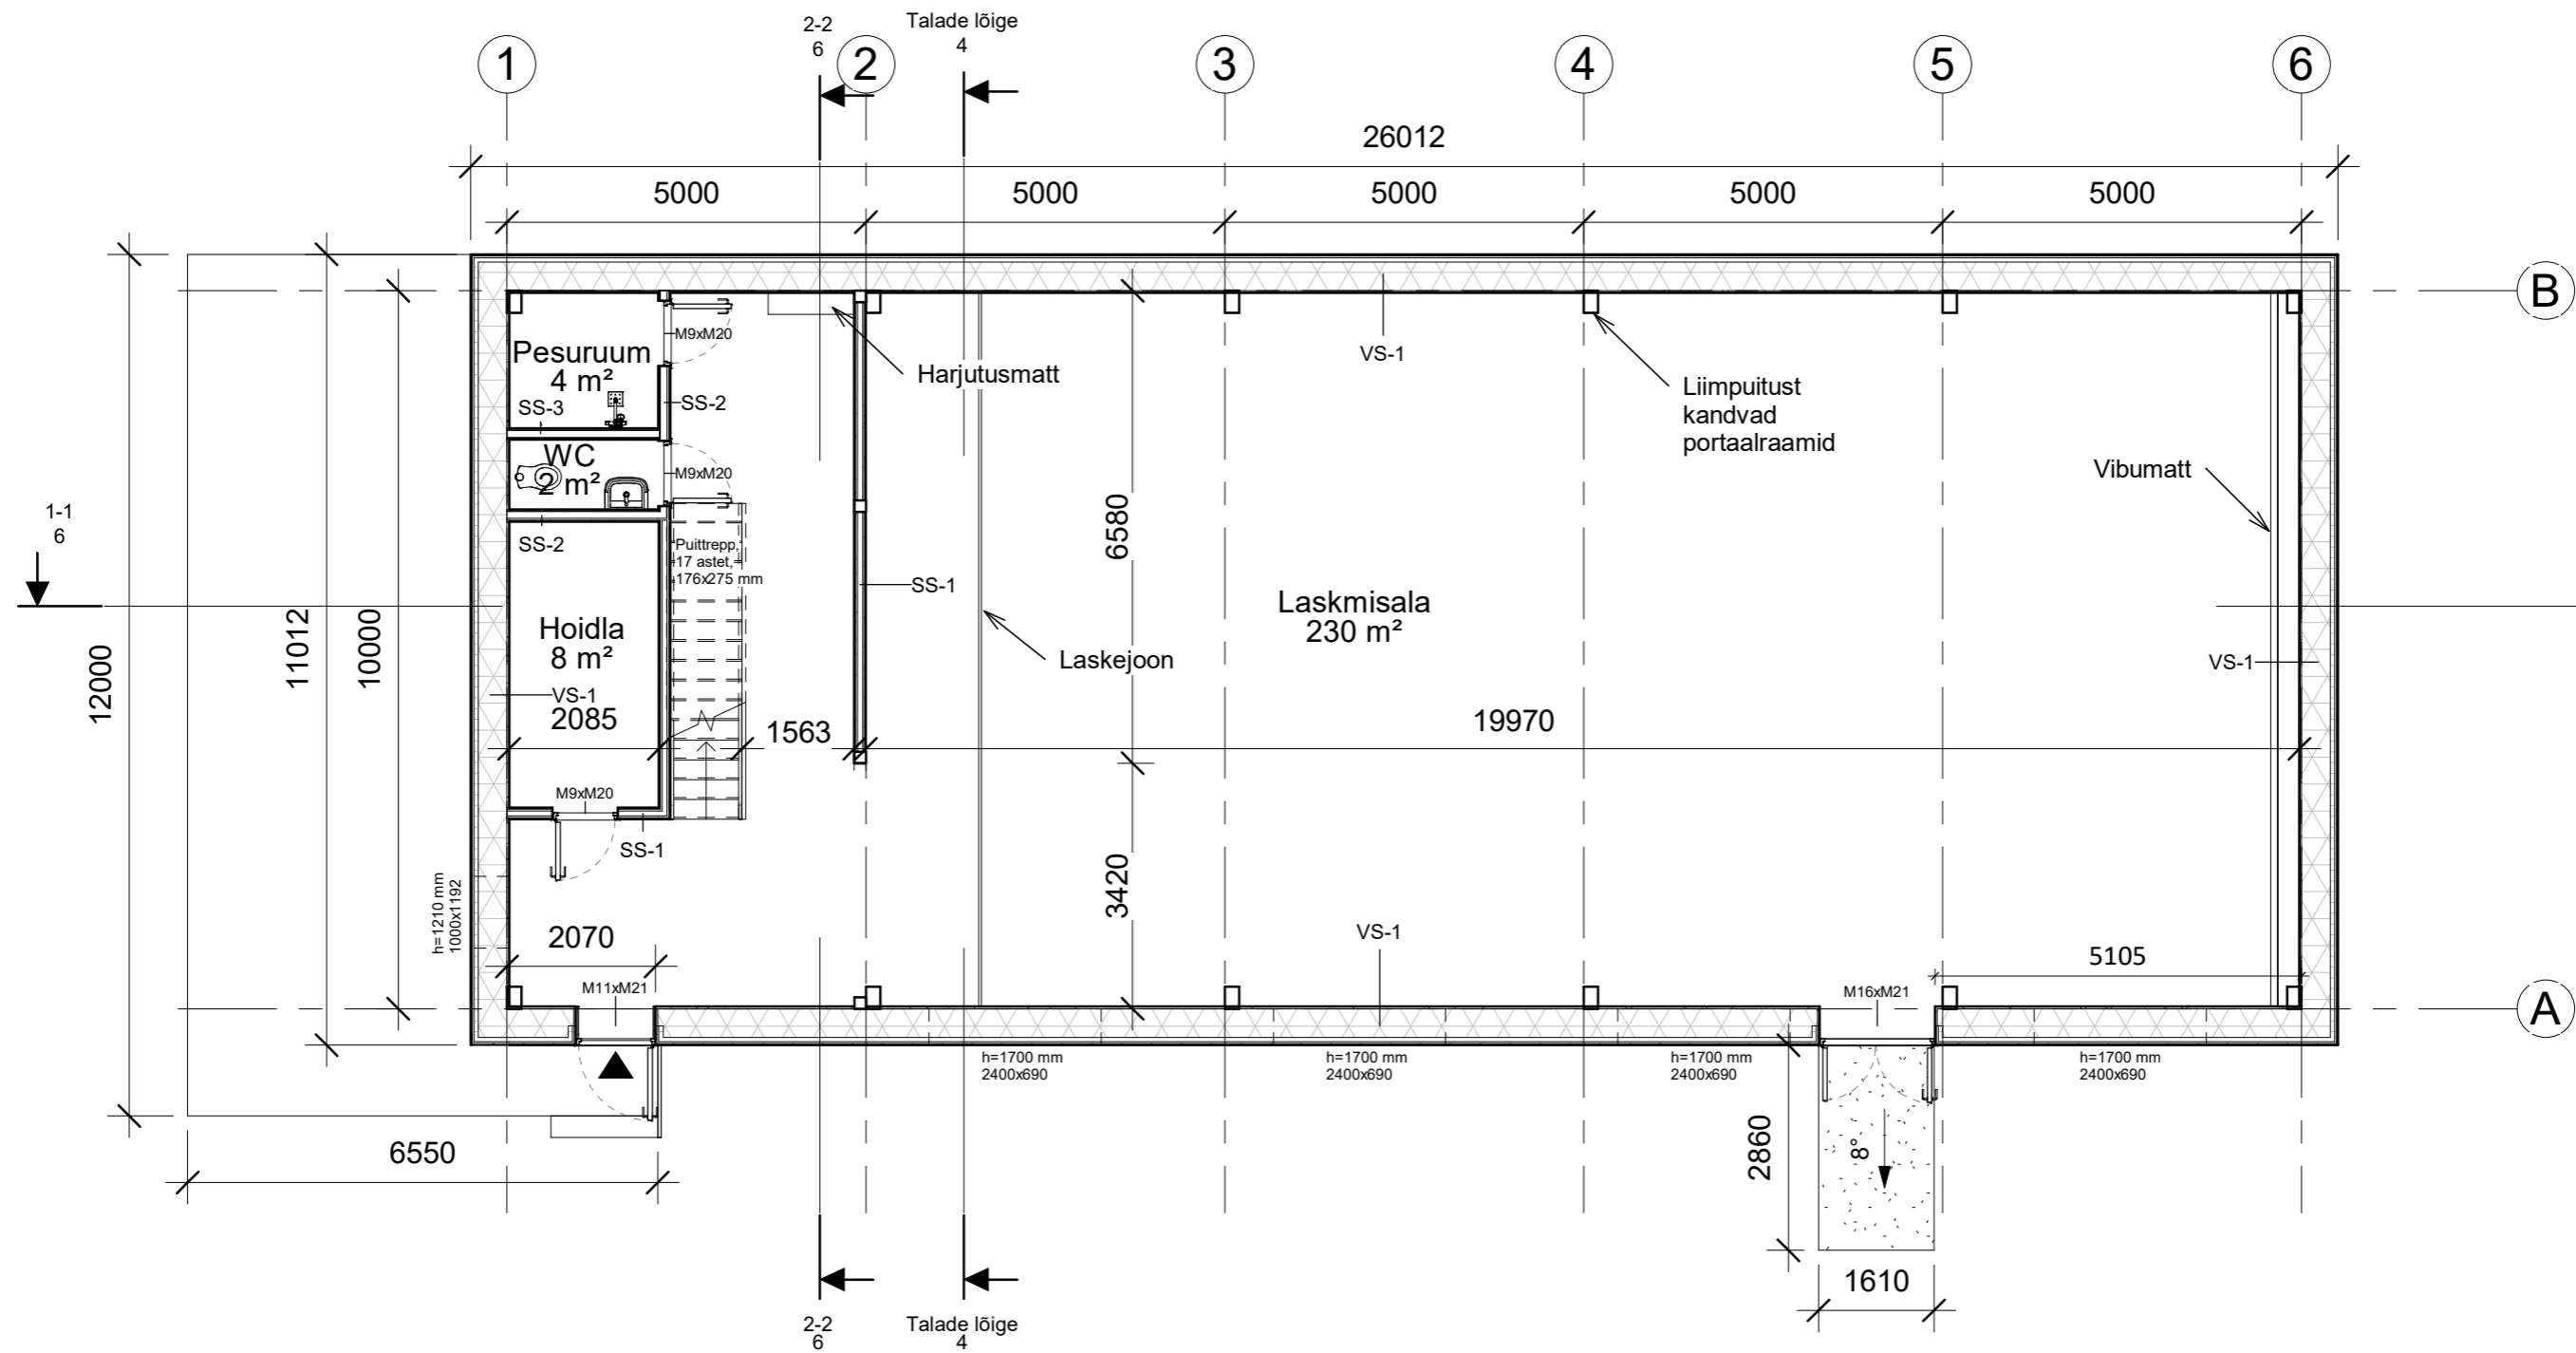 2-2
6
Talade lõige
4
1
2
3
4
5
6
26012
5000
5000
5000
5000
5000
B
M9xM20
Pesuruum
4 m²
SS-3
SS-2
Harjutusmatt
VS-1
Liimpuitust
kandvad
portaalraamid
WC
2 m²
M9xM20
Vibumatt
1-1
6
SS-2
Puittrepp,
17 astet,
176x275 mm
6580
SS-1
Laskmisala
230 m²
Hoidla
8 m²
12000
11012
10000
Laskejoon
VS-1
VS-1
2085
1563
19970
M9xM20
SS-1
h=1210 mm
1000x1192
3420
2070
VS-1
5105
M11xM21
M16xM21
A
h=1700 mm
2400x690
h=1700 mm
2400x690
h=1700 mm
2400x690
h=1700 mm
2400x690
6550
2860
8°
1610
2-2
6
Talade lõige
4